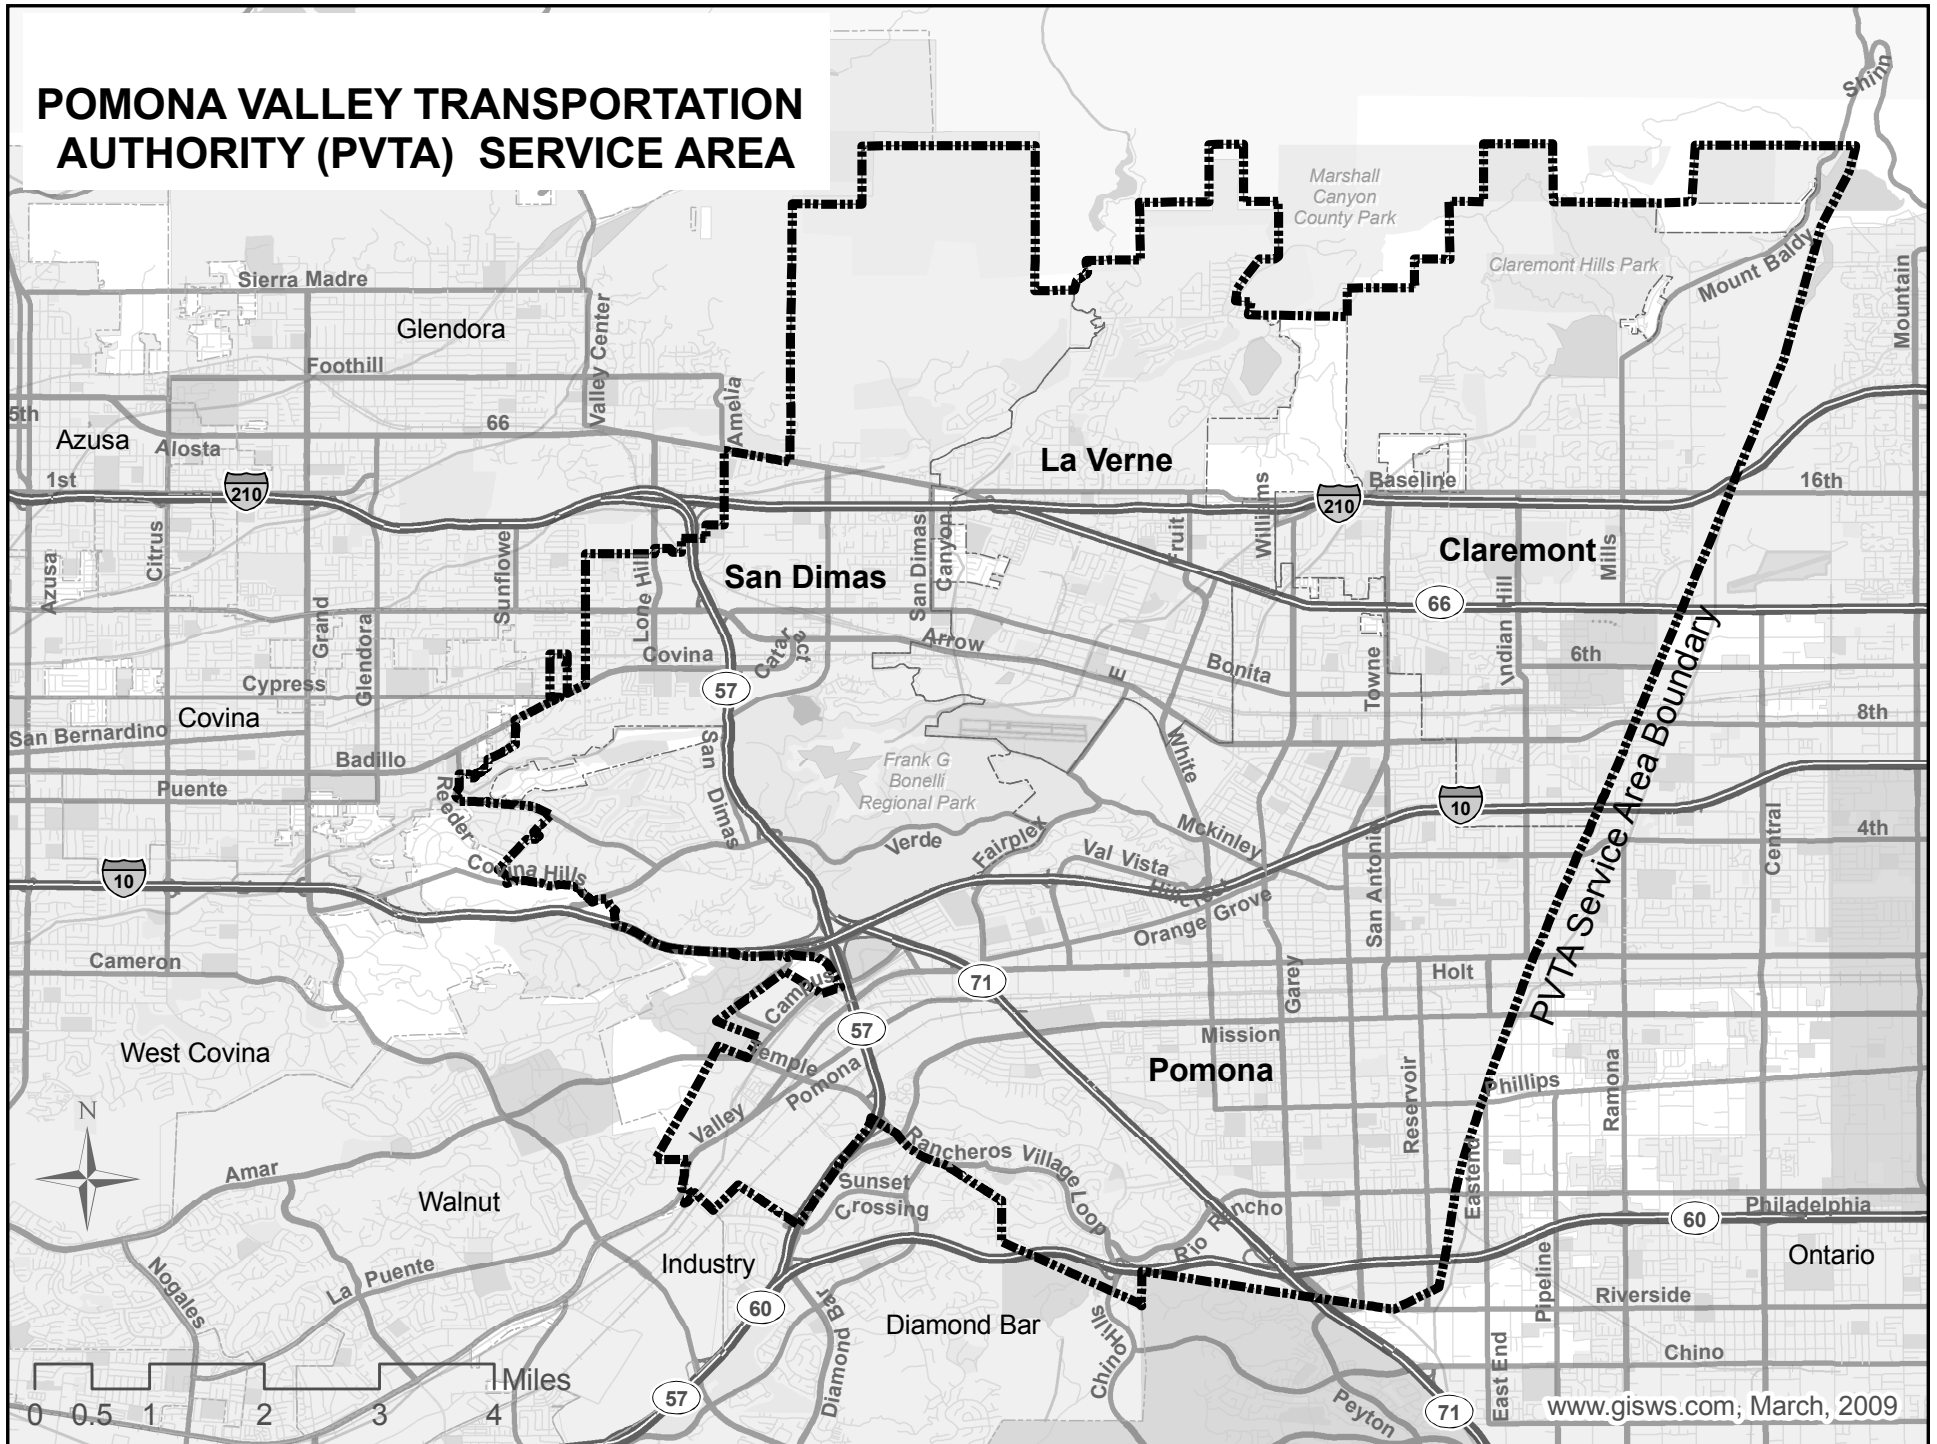 POMONA VALLEY TRANSPORTATION
AUTHORITY (PVTA) SERVICE AREA
Shinn
Marshall
Canyon
County Park
Claremont Hills Park
Mount Baldy
Mountain
Sierra Madre
Glendora
Valley Center
Foothill
Amelia
5th
66
Azusa
Alosta
La Verne
1st
210
Williams
210
Baseline
16th
Citrus
Azusa
Sunflowe
Lone Hill
San Dimas
San Dimas
Canyon
Fruit
Claremont
Mills
Grand
Glendora
66
Indian Hill
Arrow
Covina
Cataract
Bonita
Towne
6th
Cypress
57
E
Covina
San Bernardino
8th
Badillo
San Dimas
White
Frank G
Bonelli
Regional Park
PVTA Service Area Boundary
Puente
Reeder
10
Mckinley
Verde
Fairplex
Val Vista
San Antonio
4th
Central
10
Covina Hills
Orange Grove
Cameron
Campus
71
Holt
Garey
57
Mission
West Covina
Temple
Pomona
Pomona
Reservoir
Phillips
Ramona
N
Valley
Rancheros
Village
Loop
Eastend
Amar
Walnut
Sunset
Crossing
Rio Rancho
Philadelphia
60
Nogales
La Puente
Industry
Ontario
60
Diamond Bar
Diamond Bar
Chino Hills
Pipeline
Riverside
Chino
Miles
0 0.5 1 2 3 4
57
Peyton
71
East End
www.gisws.com; March, 2009